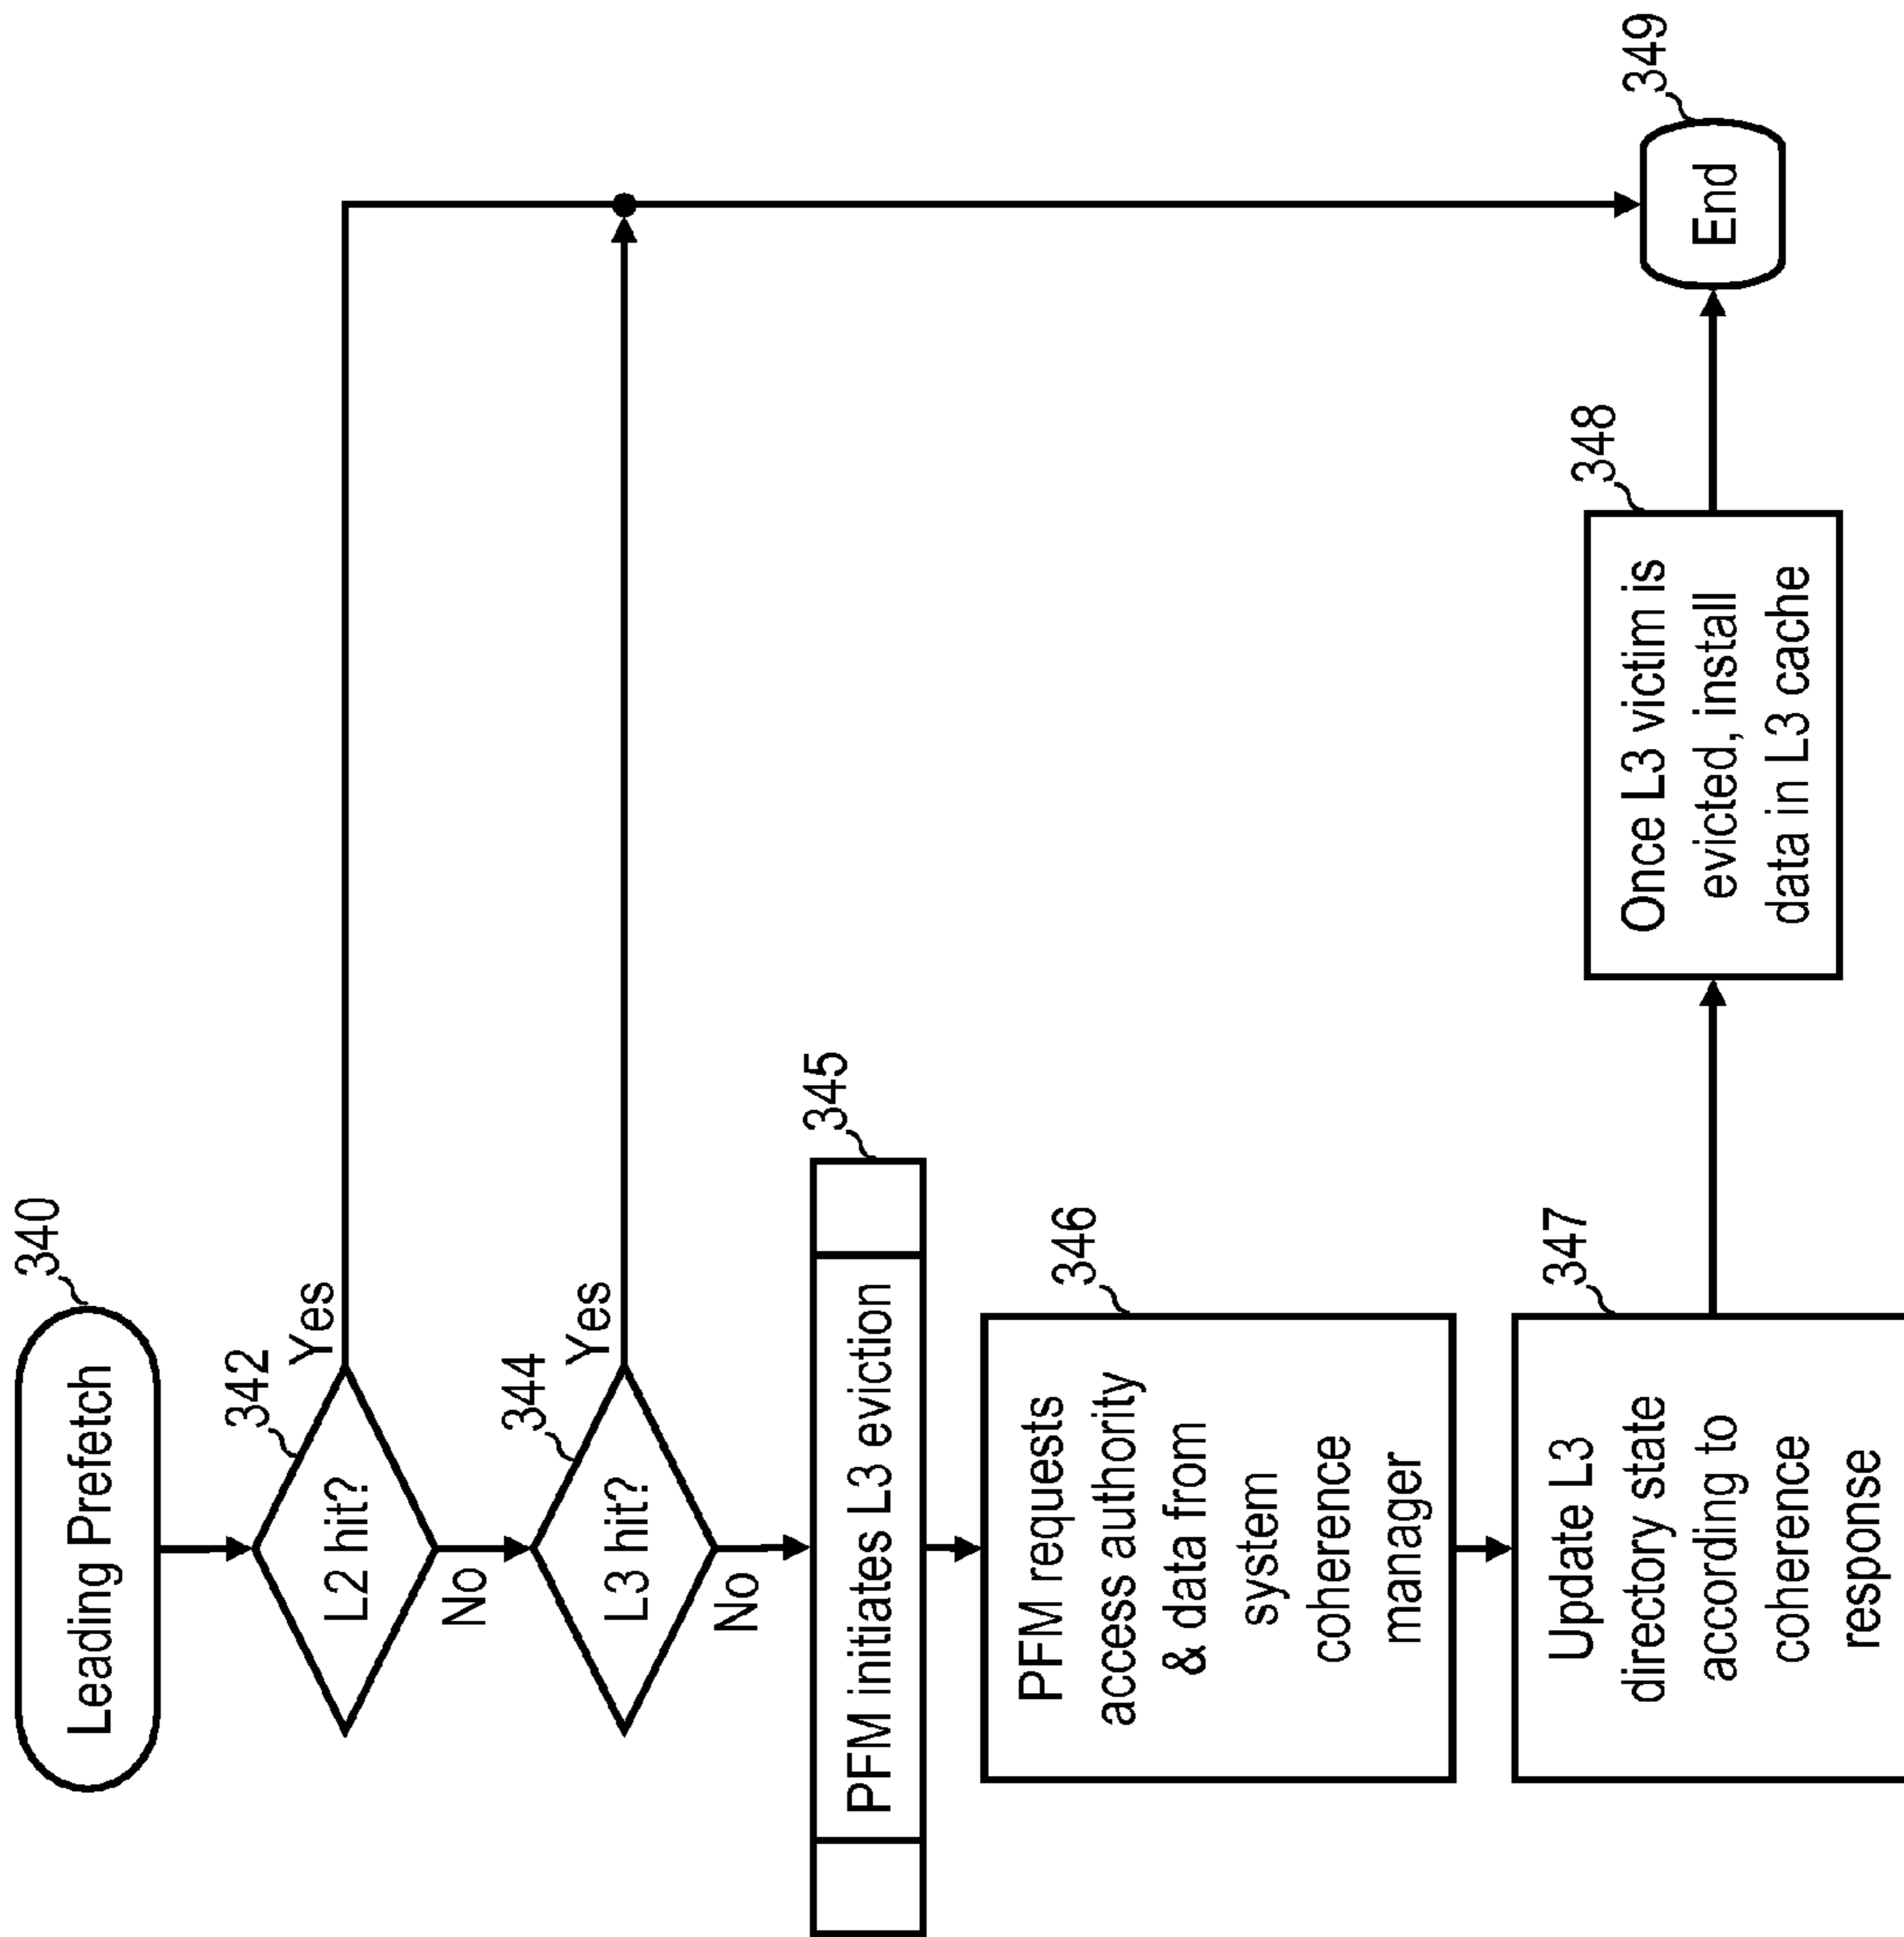 340
Leading Prefetch
342
L2 hit?
Yes
No
344
L3 hit?
Yes
No
345
PFM initiates L3 eviction
346
PFM requests
access authority
& data from
system
coherence
manager
347
Update L3
directory state
according to
coherence
response
348
Once L3 victim is
evicted, install
data in L3 cache
349
End